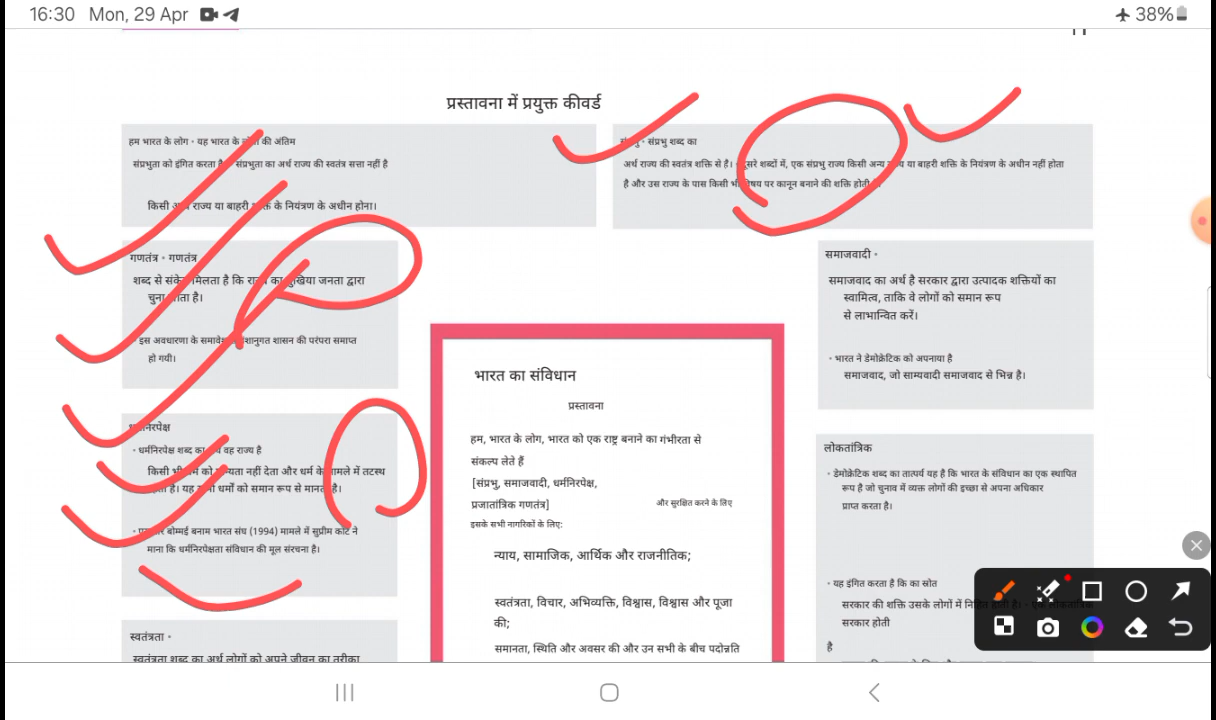 16:30 Mon, 29 Apr
38%
प्रस्तावना में प्रयुक्त कीवर्ड
हम भारत के लोग • यह भारत के की अंतिम
संप्रभुता को इंगित करता संप्रभुता का अर्थ राज्य की स्वतंत्र सत्ता नहीं है
किसी राज्य या बाहरी के नियंत्रण के अधीन होना।
• संप्रभु शब्द का
अर्थ राज्य की स्वतंत्र शक्ति से है। दूसरे शब्दों में, एक संप्रभु राज्य किसी अन्य या बाहरी शक्ति के नियंत्रण के अधीन नहीं होता
है और उस राज्य के पास किसी भी विषय पर कानून बनाने की शक्ति होती
गणतंत्र • गणतंत्र
शब्द से संकेत मिलता है कि का मुखिया जनता द्वारा
चुना जाता है।
• इस अवधारणा के समावेश वंशानुगत शासन की परंपरा समाप्त
हो गयी।
समाजवादी •
समाजवाद का अर्थ है सरकार द्वारा उत्पादक शक्तियों का
स्वामित्व, ताकि वे लोगों को समान रूप
से लाभान्वित करें।
• भारत ने डेमोक्रेटिक को अपनाया है
समाजवाद, जो साम्यवादी समाजवाद से भिन्न है।
धर्मनिरपेक्ष
• धर्मनिरपेक्ष शब्द का वह राज्य है
किसी भी को मान्यता नहीं देता और धर्म के मामले में तटस्थ
है। यह धर्मों को समान रूप से मानता है।
बोम्मई बनाम भारत संघ (1994) मामले में सुप्रीम कोर्ट ने
माना कि धर्मनिरपेक्षता संविधान की मूल संरचना है।
स्वतंत्रता •
स्वतंत्रता शब्द का अर्थ लोगों को अपने जीवन का तरीका
भारत का संविधान
प्रस्तावना
हम, भारत के लोग, भारत को एक राष्ट्र बनाने का गंभीरता से
संकल्प लेते हैं
[संप्रभु, समाजवादी, धर्मनिरपेक्ष,
प्रजातांत्रिक गणतंत्र] और सुरक्षित करने के लिए
इसके सभी नागरिकों के लिए:
न्याय, सामाजिक, आर्थिक और राजनीतिक;
स्वतंत्रता, विचार, अभिव्यक्ति, विश्वास, विश्वास और पूजा
की;
समानता, स्थिति और अवसर की और उन सभी के बीच पदोन्नति
लोकतांत्रिक
• डेमोक्रेटिक शब्द का तात्पर्य यह है कि भारत के संविधान का एक स्थापित
रूप है जो चुनाव में व्यक्त लोगों की इच्छा से अपना अधिकार
प्राप्त करता है।
• यह इंगित करता है कि का स्रोत
सरकार की शक्ति उसके लोगों में निहित होती है। • एक लोकतांत्रिक
सरकार होती
है